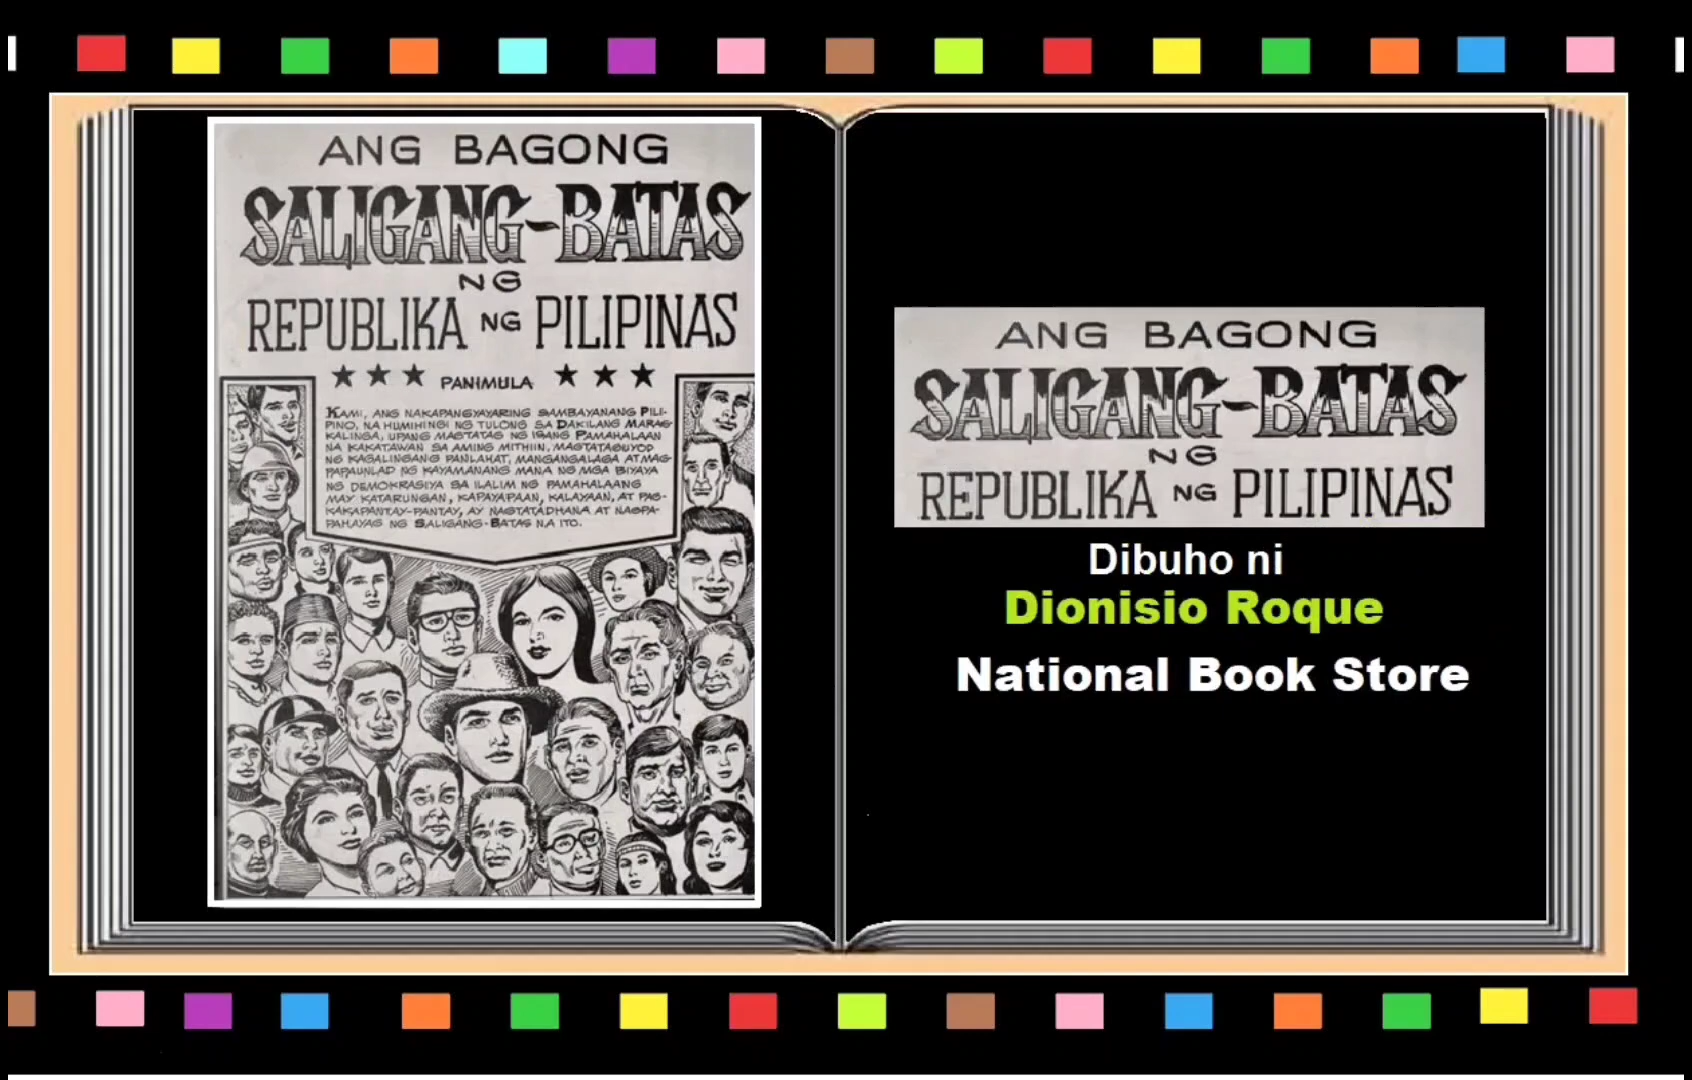 ANG BAGONG
SALIGANG-BATAS
NG
REPUBLIKA NG PILIPINAS
★ ★ ★ PANIMULA ★ ★ ★
KAMI, ANG NAKAPANGYAYARING SAMBAYANANG PILI-
PINO, NA HUMIHINGI NG TULONG SA DAKILANG MARAG
KALINGA, UPANG MAGTATAG NG ISANG PAMAHALAAN
NA KAKATAWAN SA AMING MITHIIN, MAGTATAGUYOD
NG KAGALINGANG PANLAHAT, MANGANGALAGA AT MAG-
PAPAUNLAD NG KAYAMANANG MANA NG MGA BIYAYA
NG DEMOKRASIYA SA ILALIM NG PAMAHALAANG
MAY KATARUNGAN, KAPAYAPAAN, KALAYAAN, AT PAG-
KAKAPANTAY-PANTAY, AY NAGTATADHANA AT NAGPA-
PAHAYAG NG SALIGANG-BATAS NA ITO.
ANG BAGONG
SALIGANG-BATAS
NG
REPUBLIKA NG PILIPINAS
Dibuho ni
Dionisio Roque
National Book Store